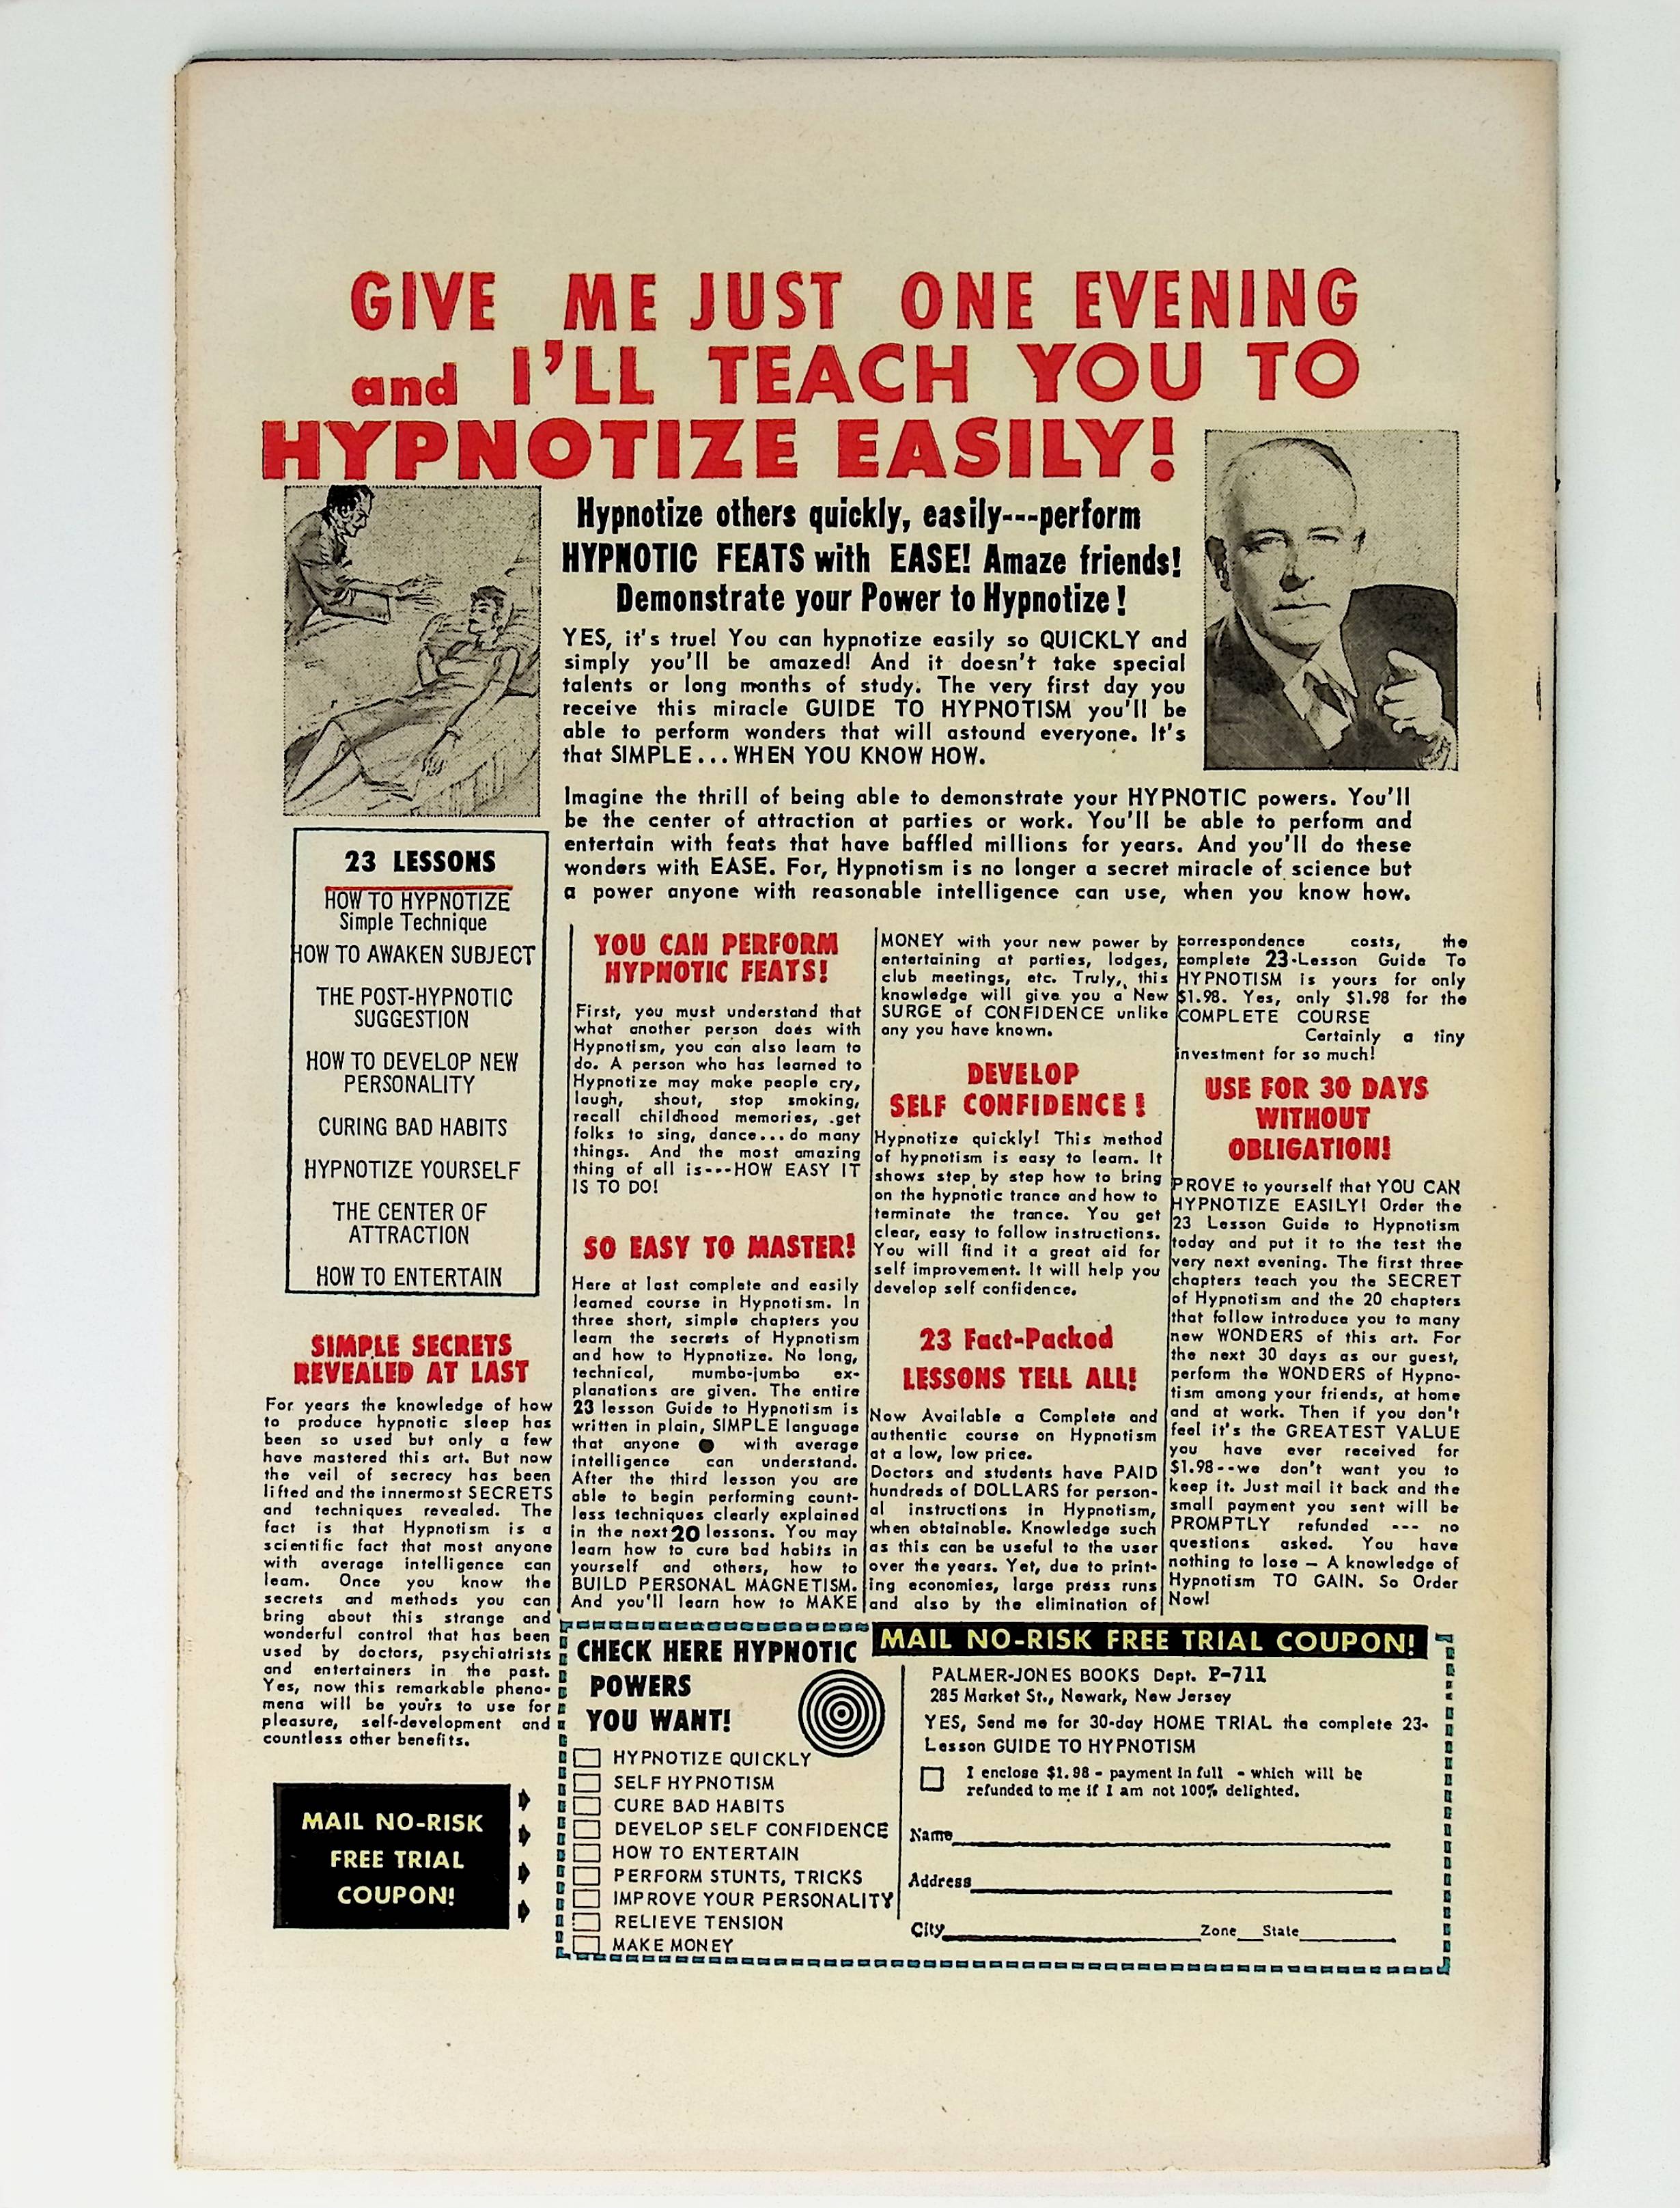 GIVE ME JUST ONE EVENING
and I'LL TEACH YOU TO
HYPNOTIZE EASILY!
Hypnotize others quickly, easily---perform
HYPNOTIC FEATS with EASE! Amaze friends!
Demonstrate your Power to Hypnotize!
YES, it's true! You can hypnotize easily so QUICKLY and
simply you'll be amazed! And it doesn't take special
talents or long months of study. The very first day you
receive this miracle GUIDE TO HYPNOTISM you'll be
able to perform wonders that will astound everyone. It's
that SIMPLE...WHEN YOU KNOW HOW.
Imagine the thrill of being able to demonstrate your HYPNOTIC powers. You'll
be the center of attraction at parties or work. You'll be able to perform and
entertain with feats that have baffled millions for years. And you'll do these
wonders with EASE. For, Hypnotism is no longer a secret miracle of science but
a power anyone with reasonable intelligence can use, when you know how.
23 LESSONS
HOW TO HYPNOTIZE
Simple Technique
HOW TO AWAKEN SUBJECT
THE POST-HYPNOTIC
SUGGESTION
HOW TO DEVELOP NEW
PERSONALITY
CURING BAD HABITS
HYPNOTIZE YOURSELF
THE CENTER OF
ATTRACTION
HOW TO ENTERTAIN
SIMPLE SECRETS
REVEALED AT LAST
For years the knowledge of how
to produce hypnotic sleep has
been so used but only a few
have mastered this art. But now
the veil of secrecy has been
lifted and the innermost SECRETS
and techniques revealed. The
fact is that Hypnotism is a
scientific fact that most anyone
with average intelligence can
learn. Once you know the
secrets and methods you can
bring about this strange and
wonderful control that has been
used by doctors, psychiatrists
and entertainers in the past.
Yes, now this remarkable pheno-
mena will be yours to use for
pleasure, self-development and
countless other benefits.
MAIL NO-RISK
FREE TRIAL
COUPON!
YOU CAN PERFORM
HYPNOTIC FEATS!
First, you must understand that
what another person does with
Hypnotism, you can also learn to
do. A person who has learned to
Hypnotize may make people cry,
laugh, shout, stop smoking,
recall childhood memories, .get
folks to sing, dance...do many
things. And the most amazing
thing of all is---HOW EASY IT
IS TO DO!
SO EASY TO MASTER!
Here at last complete and easily
learned course in Hypnotism. In
three short, simple chapters you
learn the secrets of Hypnotism
and how to Hypnotize. No long,
technical, mumbo-jumbo ex-
planations are given. The entire
23 lesson Guide to Hypnotism is
written in plain, SIMPLE language
that anyone with average
intelligence can understand.
After the third lesson you are
able to begin performing count-
less techniques clearly explained
in the next 20 lessons. You may
learn how to cure bad habits in
yourself and others, how to
BUILD PERSONAL MAGNETISM.
And you'll learn how to MAKE
MONEY with your new power by
entertaining at parties, lodges,
club meetings, etc. Truly,, this
knowledge will give you a New
SURGE of CONFIDENCE unlike
any you have known.
DEVELOP
SELF CONFIDENCE!
Hypnotize quickly! This method
of hypnotism is easy to learn. It
shows step by step how to bring
on the hypnotic trance and how to
terminate the trance. You get
clear, easy to follow instructions.
You will find it a great aid for
self improvement. It will help you
develop self confidence.
23 Fact-Packed
LESSONS TELL ALL!
Now Available a Complete and
authentic course on Hypnotism
at a low, low price.
Doctors and students have PAID
hundreds of DOLLARS for person-
al instructions in Hypnotism,
when obtainable. Knowledge such
as this can be useful to the user
over the years. Yet, due to print-
ing economies, large press runs
and also by the elimination of
correspondence costs, the
complete 23-Lesson Guide To
HYPNOTISM is yours for only
$1.98. Yes, only $1.98 for the
COMPLETE COURSE
Certainly a tiny
investment for so much!
USE FOR 30 DAYS
WITHOUT
OBLIGATION!
PROVE to yourself that YOU CAN
HYPNOTIZE EASILY! Order the
23 Lesson Guide to Hypnotism
today and put it to the test the
very next evening. The first three
chapters teach you the SECRET
of Hypnotism and the 20 chapters
that follow introduce you to many
new WONDERS of this art. For
the next 30 days as our guest,
perform the WONDERS of Hypno-
tism among your friends, at home
and at work. Then if you don't
feel it's the GREATEST VALUE
you have ever received for
$1.98--we don't want you to
keep it. Just mail it back and the
small payment you sent will be
PROMPTLY refunded --- no
questions asked. You have
nothing to lose — A knowledge of
Hypnotism TO GAIN. So Order
Now!
CHECK HERE HYPNOTIC
POWERS
YOU WANT!
HYPNOTIZE QUICKLY
SELF HYPNOTISM
CURE BAD HABITS
DEVELOP SELF CONFIDENCE
HOW TO ENTERTAIN
PERFORM STUNTS, TRICKS
IMPROVE YOUR PERSONALITY
RELIEVE TENSION
MAKE MONEY
MAIL NO-RISK FREE TRIAL COUPON!
PALMER-JONES BOOKS Dept. P-711
285 Market St., Newark, New Jersey
YES, Send me for 30-day HOME TRIAL the complete 23-
Lesson GUIDE TO HYPNOTISM
I enclose $1.98 - payment in full - which will be
refunded to me if I am not 100% delighted.
Name
Address
City Zone State